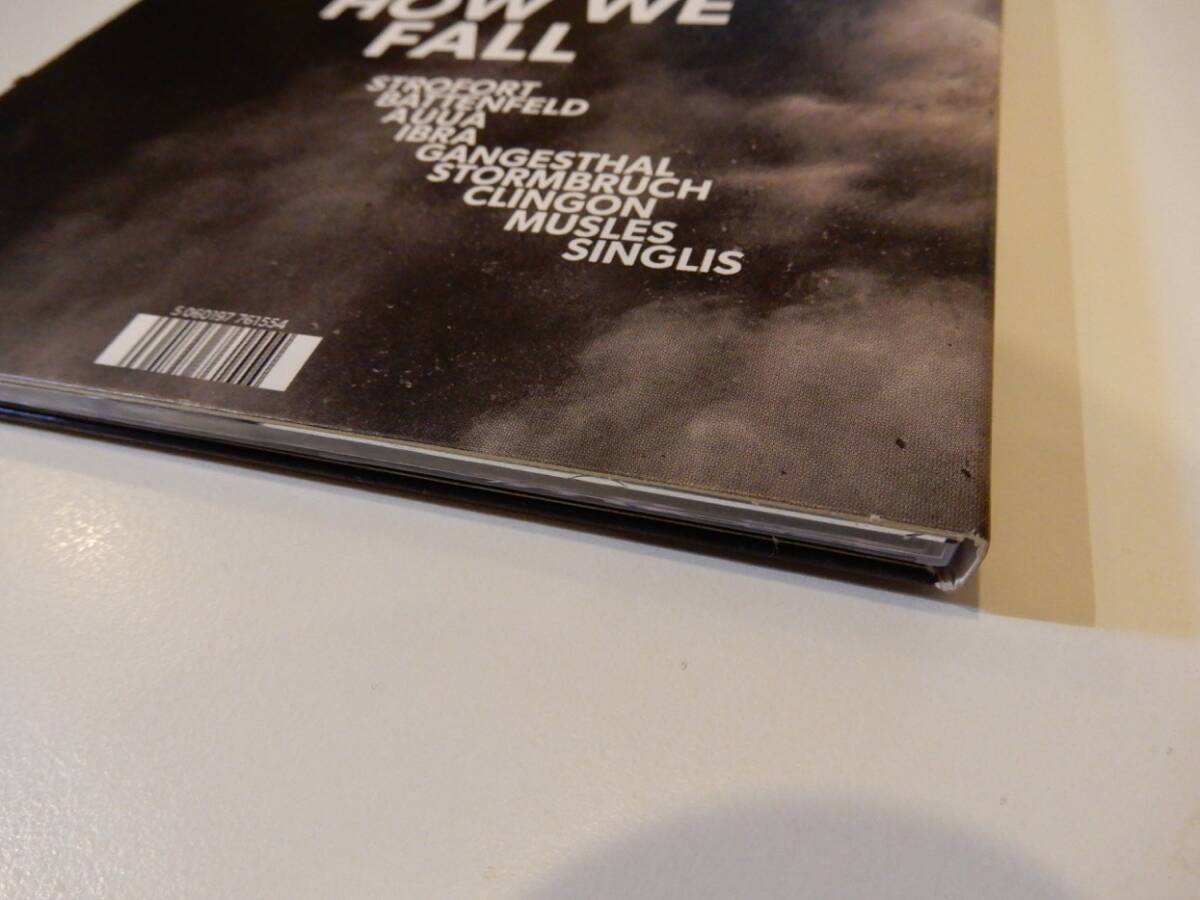 HOW WE
FALL
STROFORT
BATTENFELD
AUUA
IBRA
GANGESTHAL
STORMBRUCH
CLINGON
MUSLES
SINGLIS
5 060197 761554